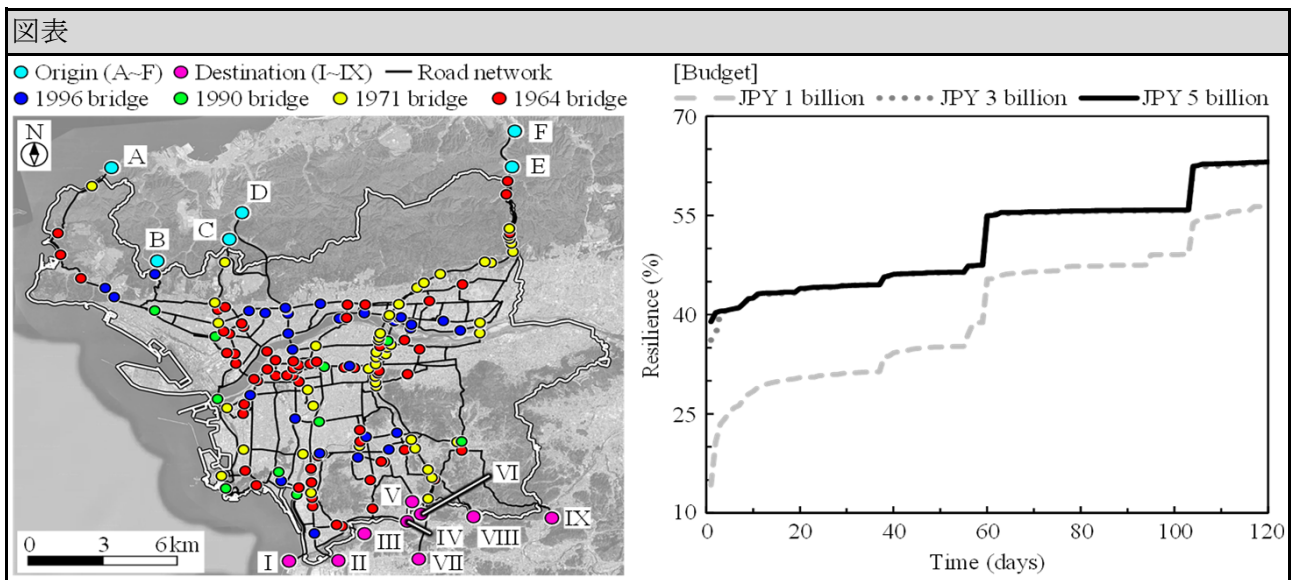 図表
Origin (A~F) Destination (I~IX) Road network
1996 bridge 1990 bridge 1971 bridge 1964 bridge
N
A
B
C
D
E
F
I
II
III
IV
V
VI
VII
VIII
IX
0 3 6 km
[Budget]
JPY 1 billion JPY 3 billion JPY 5 billion
Resilience (%)
70
55
40
25
10
0 20 40 60 80 100 120
Time (days)